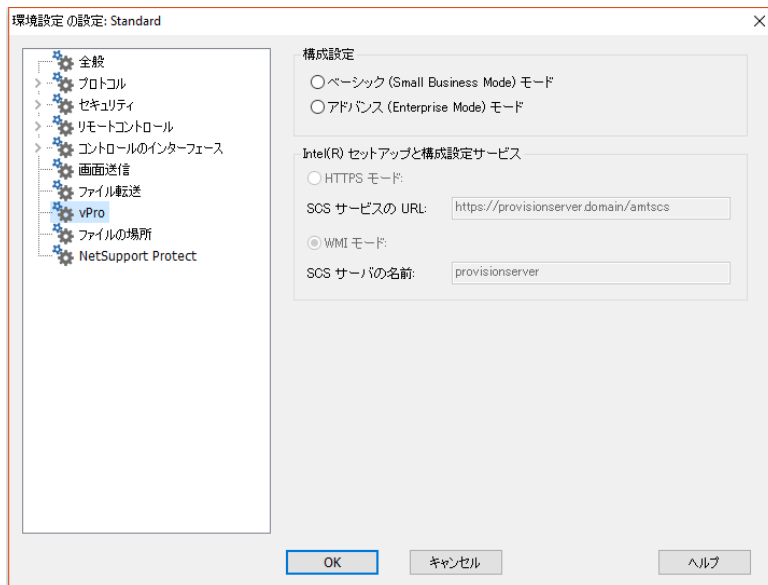 環境設定 の設定: Standard
全般
プロトコル
セキュリティ
リモートコントロール
コントロールのインターフェース
画面送信
ファイル転送
vPro
ファイルの場所
NetSupport Protect
構成設定
ベーシック (Small Business Mode) モード
アドバンス (Enterprise Mode) モード
Intel(R) セットアップと構成設定サービス
HTTPS モード:
SCS サービスの URL: https://provisionserver.domain/amtscs
WMI モード:
SCS サーバの名前: provisionserver
OK キャンセル ヘルプ